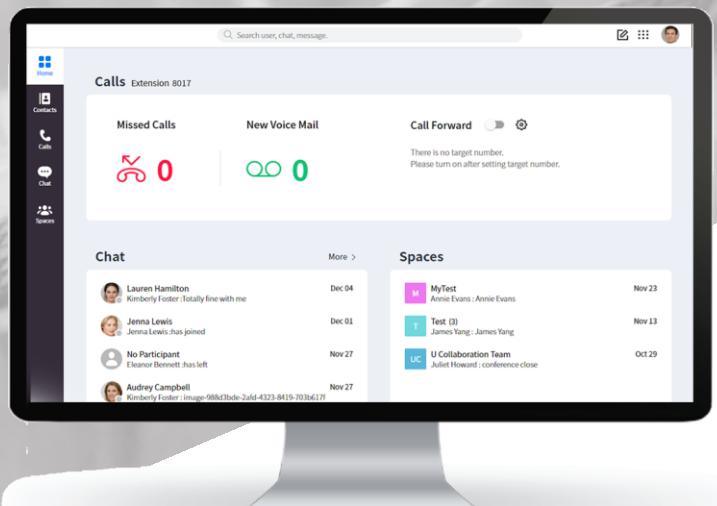 Search user, chat, message.
Home
Contacts
Calls
Chat
Spaces
Calls Extension 8017
Missed Calls
0
New Voice Mail
0
Call Forward
There is no target number.
Please turn on after setting target number.
Chat
More >
Lauren Hamilton Dec 04
Kimberly Foster :Totally fine with me
Jenna Lewis Dec 01
Jenna Lewis :has joined
No Participant Nov 27
Eleanor Bennett :has left
Audrey Campbell Nov 27
Kimberly Foster : image-988d3bde-2afd-4323-8419-703b617f
Spaces
M
MyTest Nov 23
Annie Evans : Annie Evans
T
Test (3) Nov 13
James Yang : James Yang
UC
U Collaboration Team Oct 29
Juliet Howard : conference close